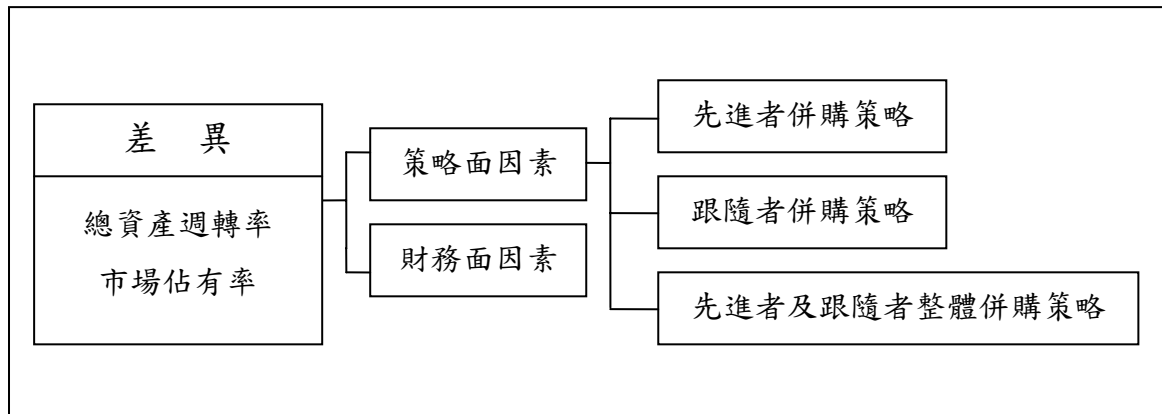 差 異
總資產週轉率
市場佔有率
策略面因素
財務面因素
先進者併購策略
跟隨者併購策略
先進者及跟隨者整體併購策略